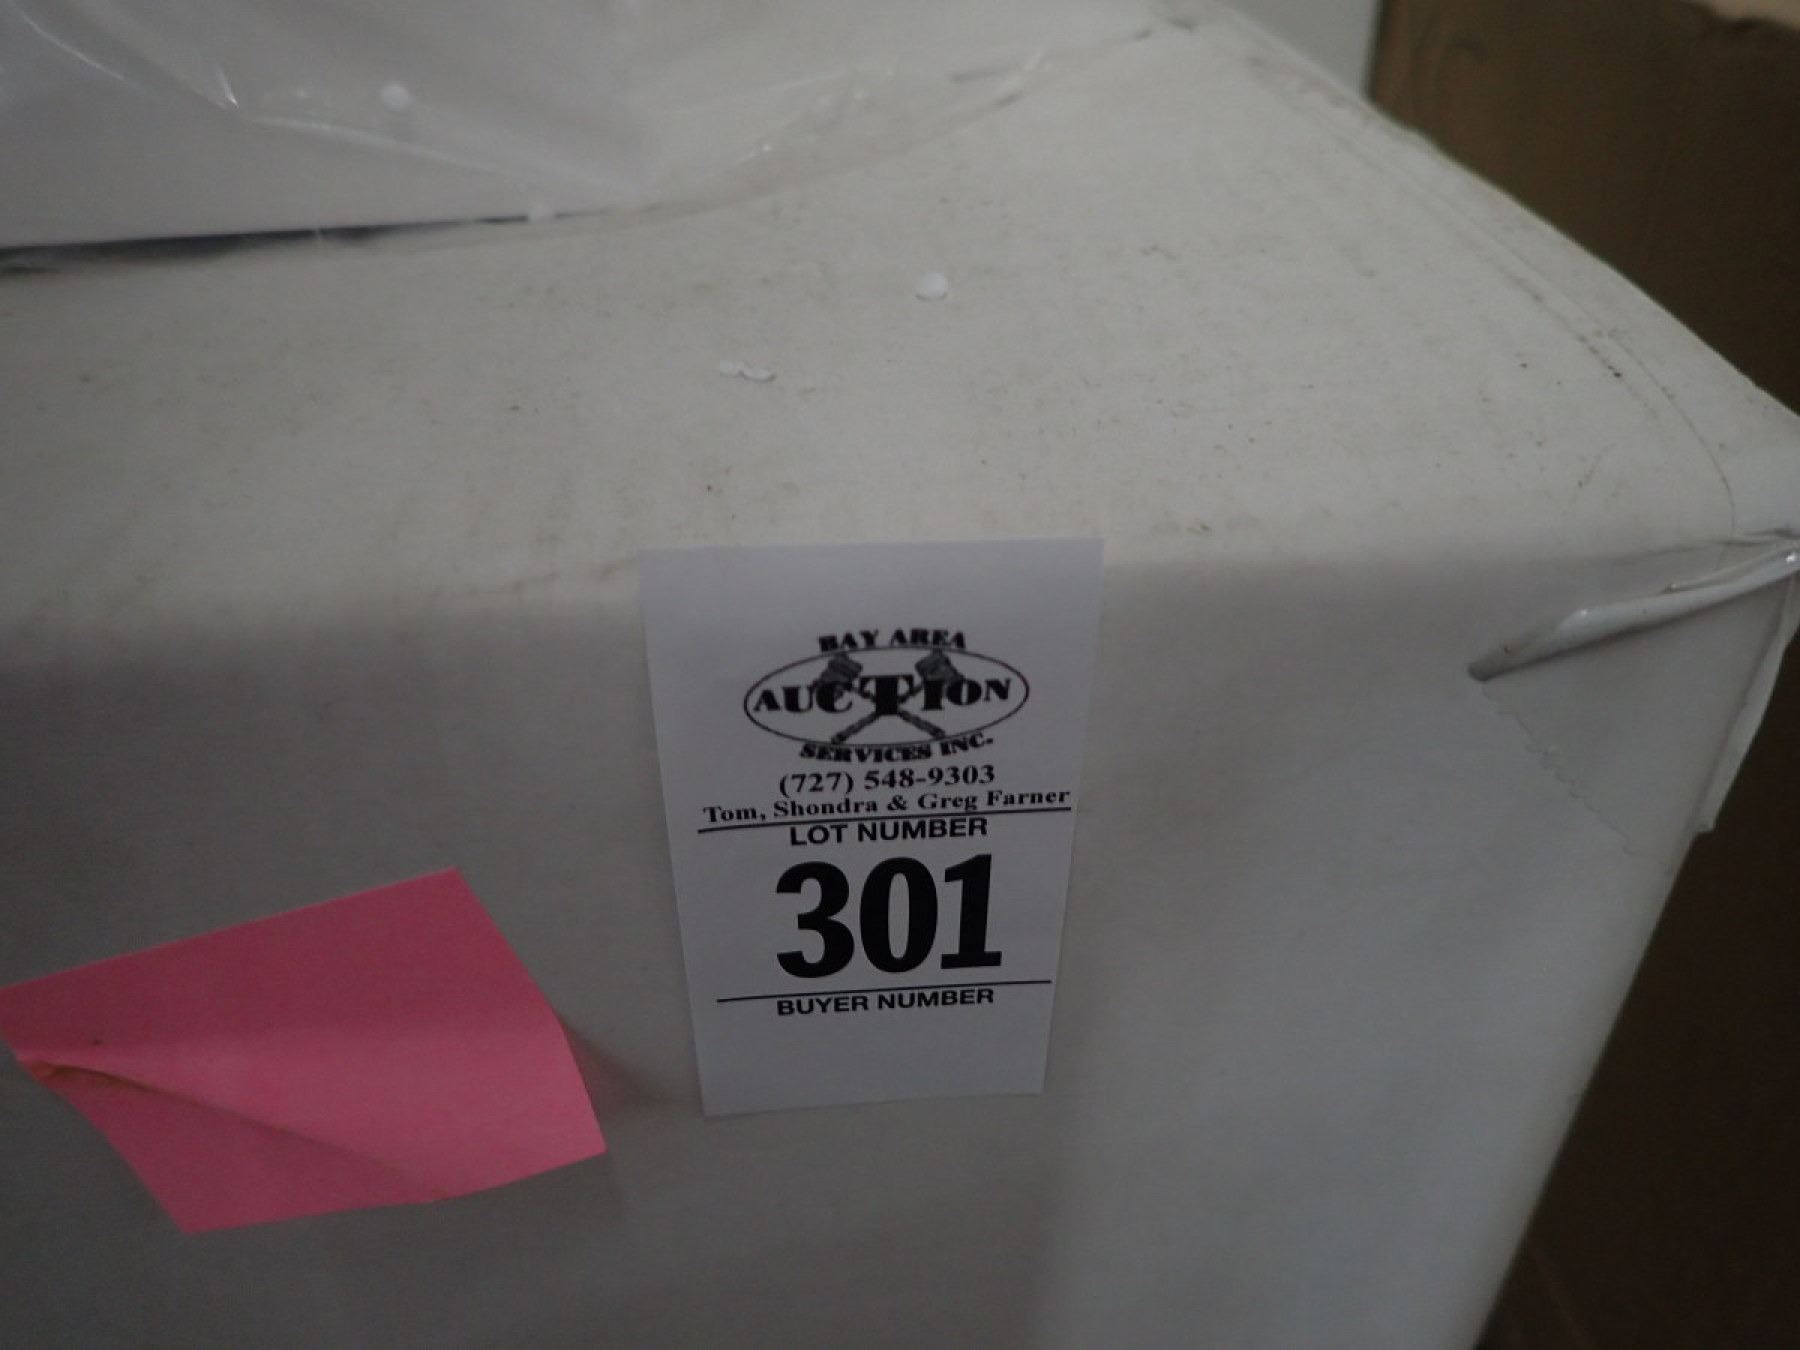 BAY AREA
AUCTION
SERVICES INC.
(727) 548-9303
Tom, Shondra & Greg Farner
LOT NUMBER
301
BUYER NUMBER